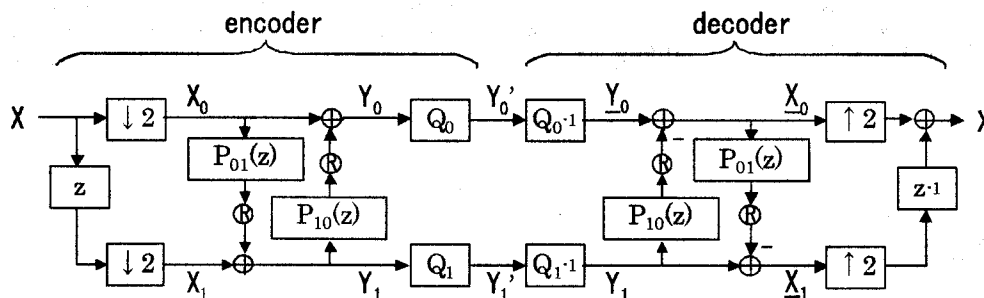 encoder decoder
X ↓2 X₀ Y₀ Q₀ Y₀' Q₀⁻¹ Y₀ − X₀ ↑2 X
P₀₁(z) Ⓡ Ⓡ P₀₁(z)
z Ⓡ P₁₀(z) P₁₀(z) Ⓡ z⁻¹
−
↓2 X₁ Y₁ Q₁ Y₁' Q₁⁻¹ Y₁ X₁ ↑2